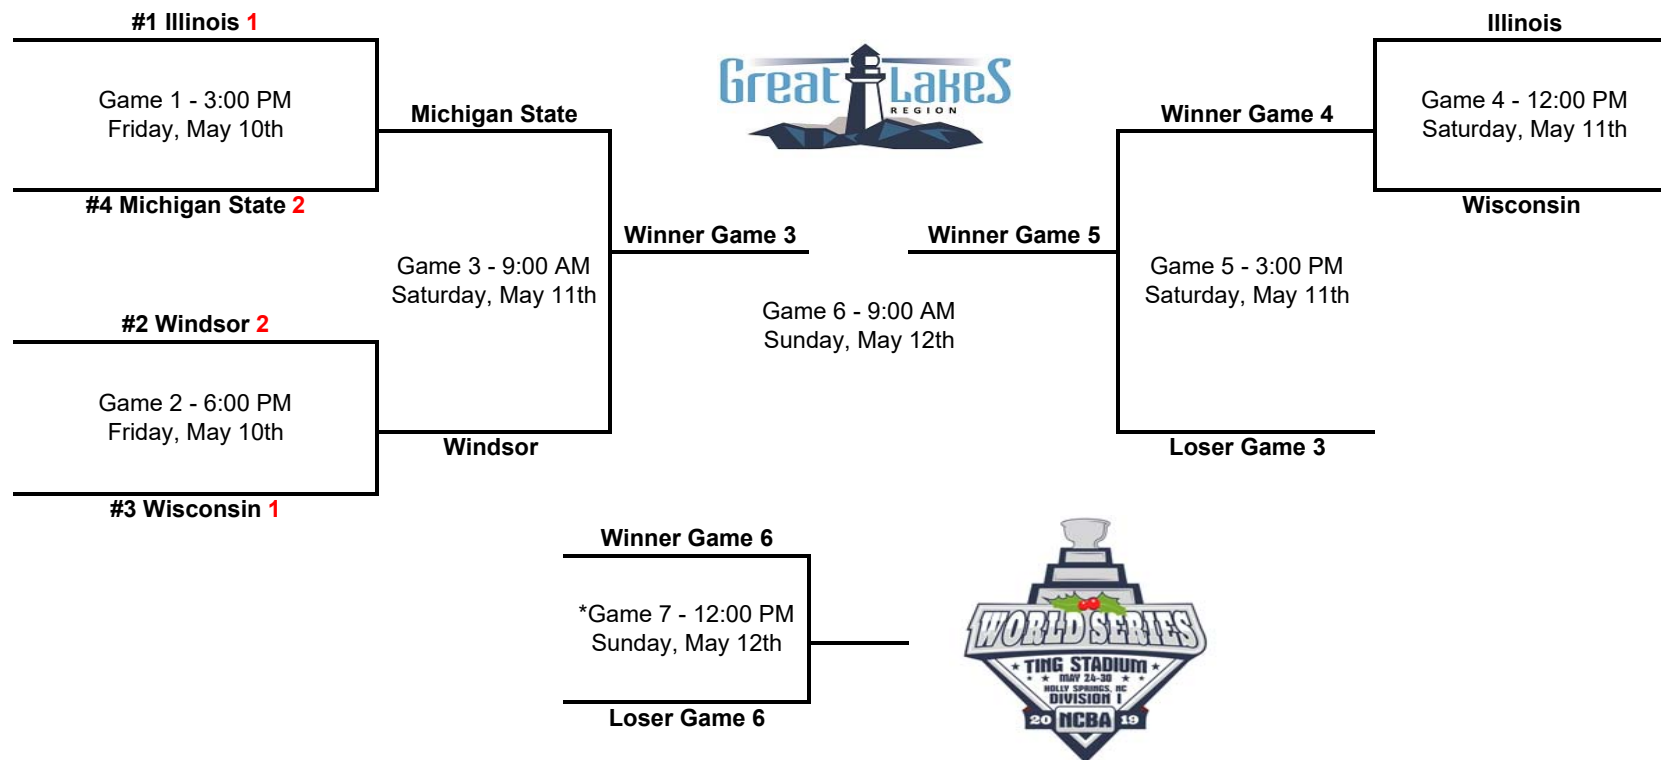 #1 Illinois 1
Game 1 - 3:00 PM
Friday, May 10th
#4 Michigan State 2
Michigan State
Game 3 - 9:00 AM
Saturday, May 11th
#2 Windsor 2
Game 2 - 6:00 PM
Friday, May 10th
#3 Wisconsin 1
Windsor
Great Lakes
REGION
Winner Game 3
Winner Game 5
Game 6 - 9:00 AM
Sunday, May 12th
Illinois
Game 4 - 12:00 PM
Saturday, May 11th
Wisconsin
Winner Game 4
Game 5 - 3:00 PM
Saturday, May 11th
Loser Game 3
Winner Game 6
*Game 7 - 12:00 PM
Sunday, May 12th
Loser Game 6
WORLD SERIES
TING STADIUM
MAY 24-30
HOLLY SPRINGS, NC
DIVISION I
20 NCBA 19